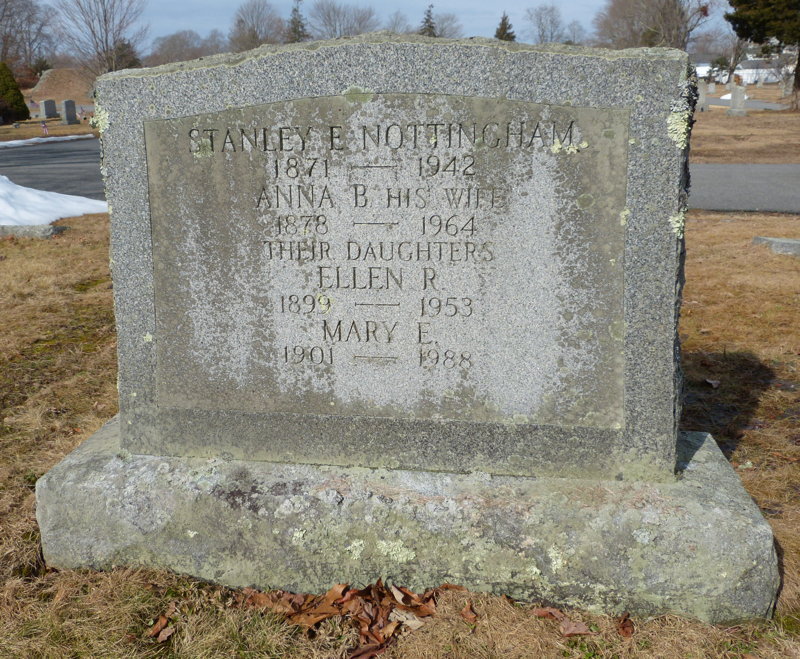 STANLEY E NOTTINGHAM
1871 — 1942
ANNA B HIS WIFE
1878 — 1964
THEIR DAUGHTERS
ELLEN R
1899 — 1953
MARY E.
1901 — 1988